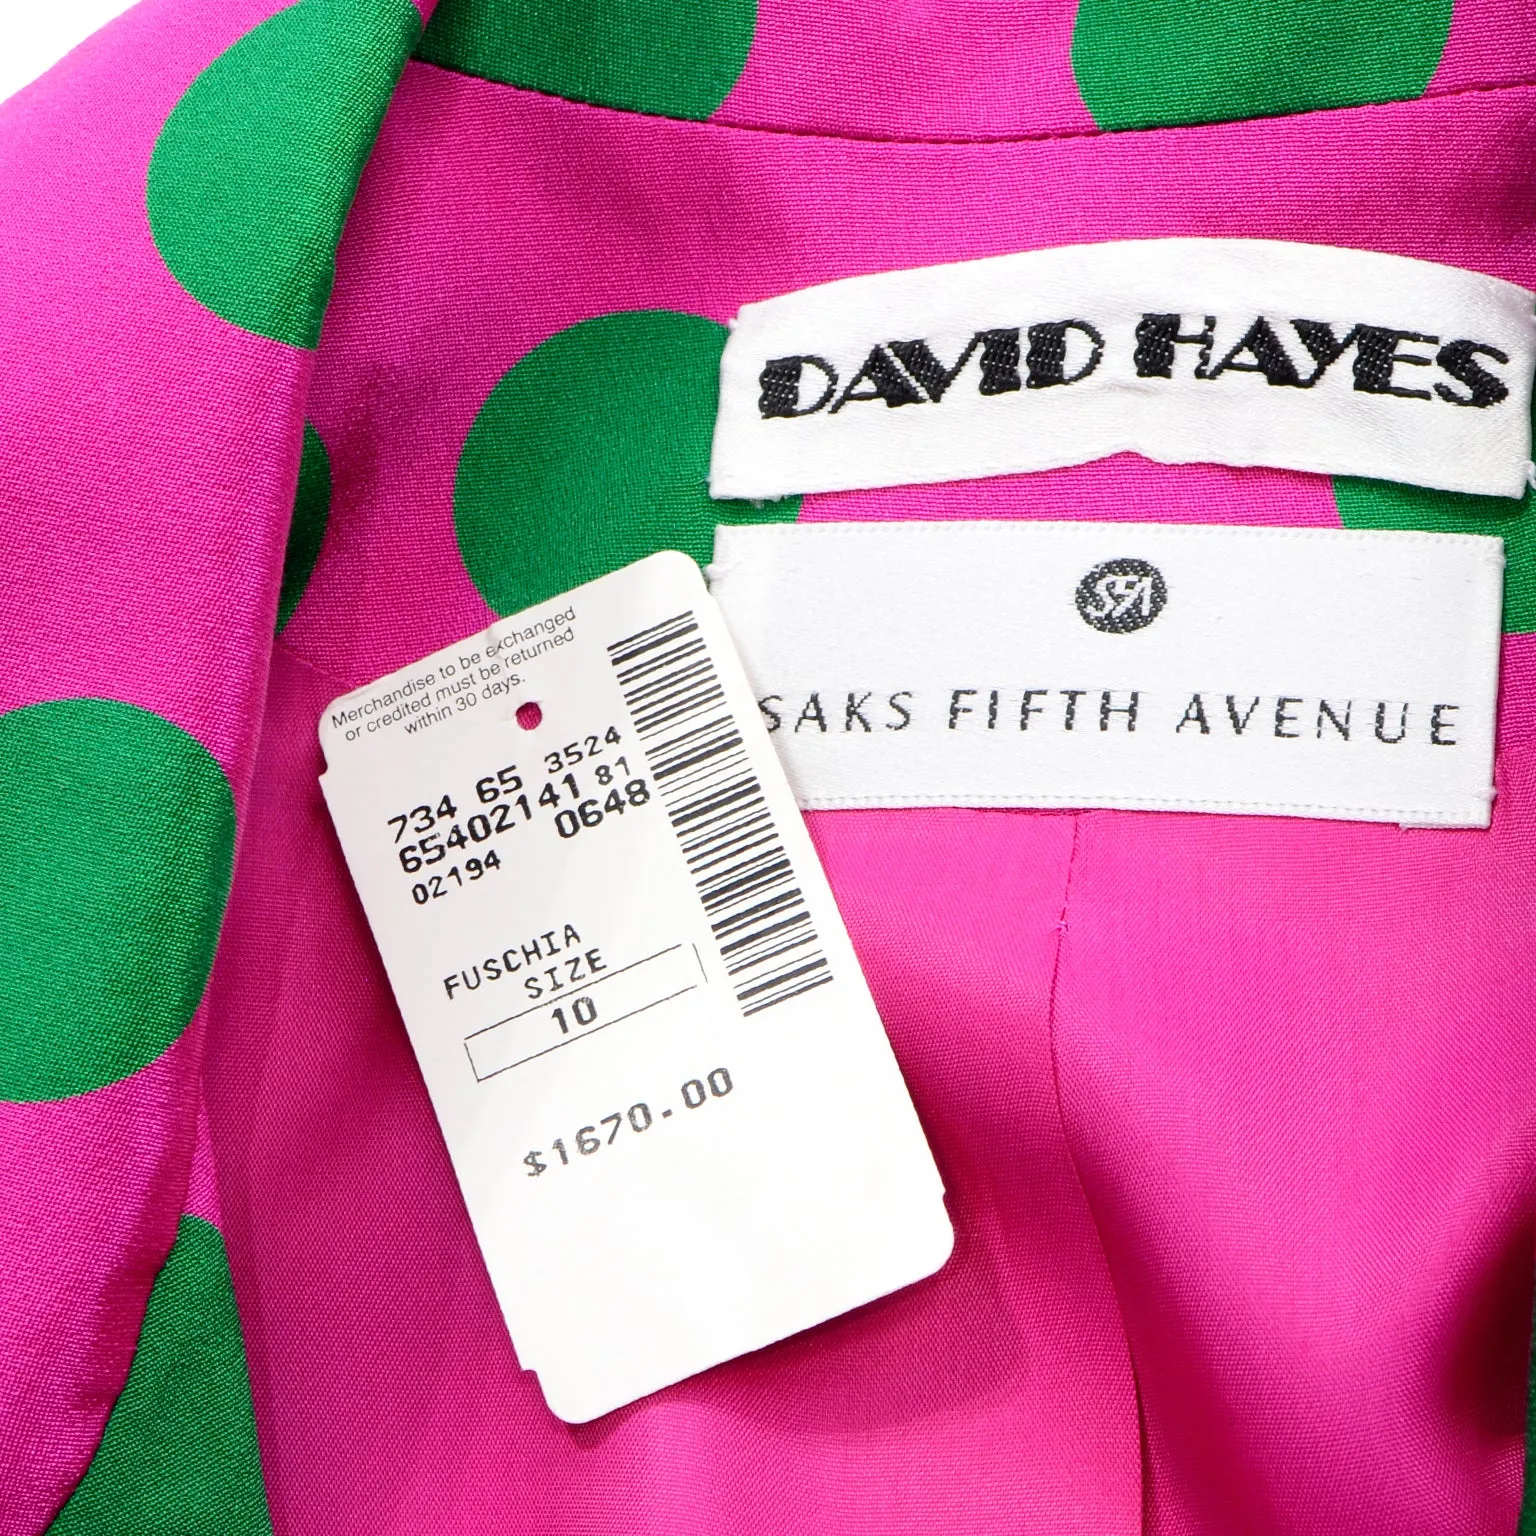 DAVID HAYES
SFA
SAKS FIFTH AVENUE
Merchandise to be exchanged
or credited must be returned
within 30 days.
734 65 3524
65402141 81
02194 0648
FUSCHIA
SIZE
10
$1670.00